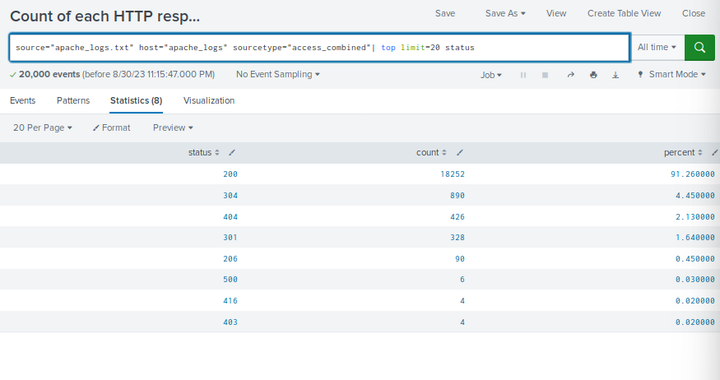 Count of each HTTP resp...
Save Save As View Create Table View Close
source="apache_logs.txt" host="apache_logs" sourcetype="access_combined"| top limit=20 status
All time
20,000 events (before 8/30/23 11:15:47.000 PM) No Event Sampling Job Smart Mode
Events Patterns Statistics (8) Visualization
20 Per Page Format Preview
status count percent
200 18252 91.260000
304 890 4.450000
404 426 2.130000
301 328 1.640000
206 90 0.450000
500 6 0.030000
416 4 0.020000
403 4 0.020000